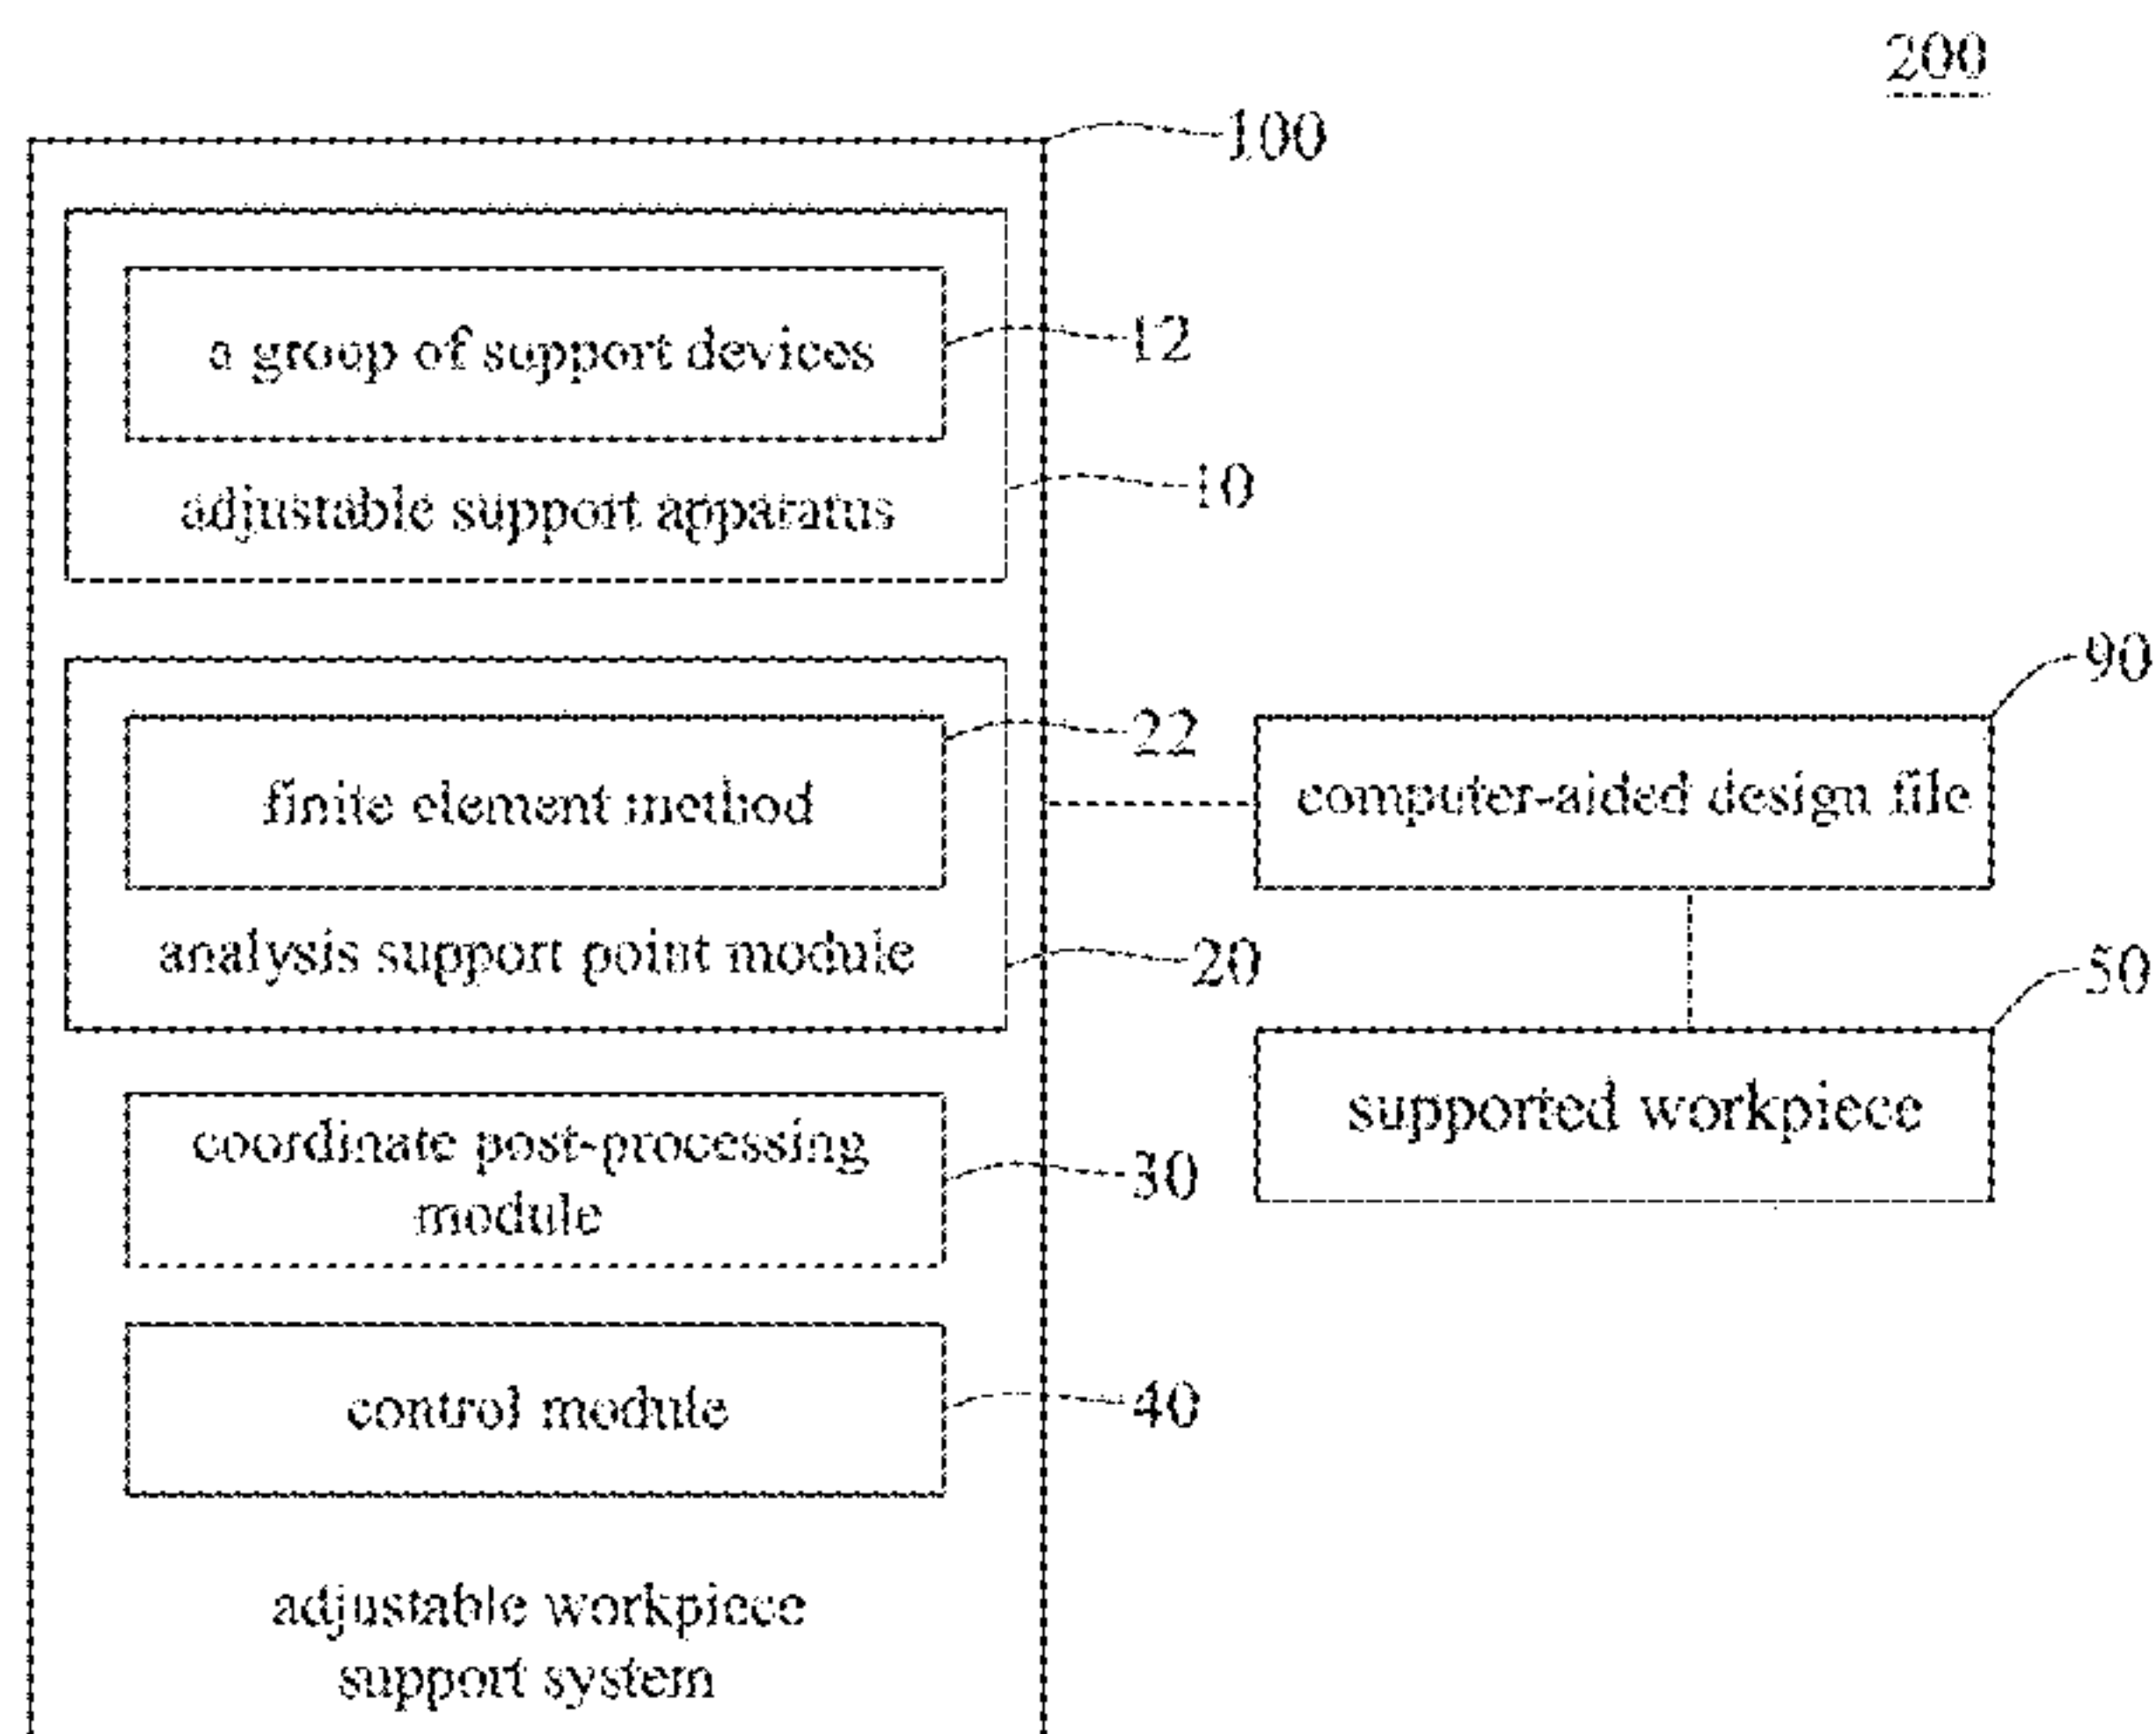 200
100
a group of support devices
12
adjustable support apparatus
10
finite element method
22
analysis support point module
20
coordinate post-processing
module
30
control module
40
adjustable workpiece
support system
90
computer-aided design file
50
supported workpiece